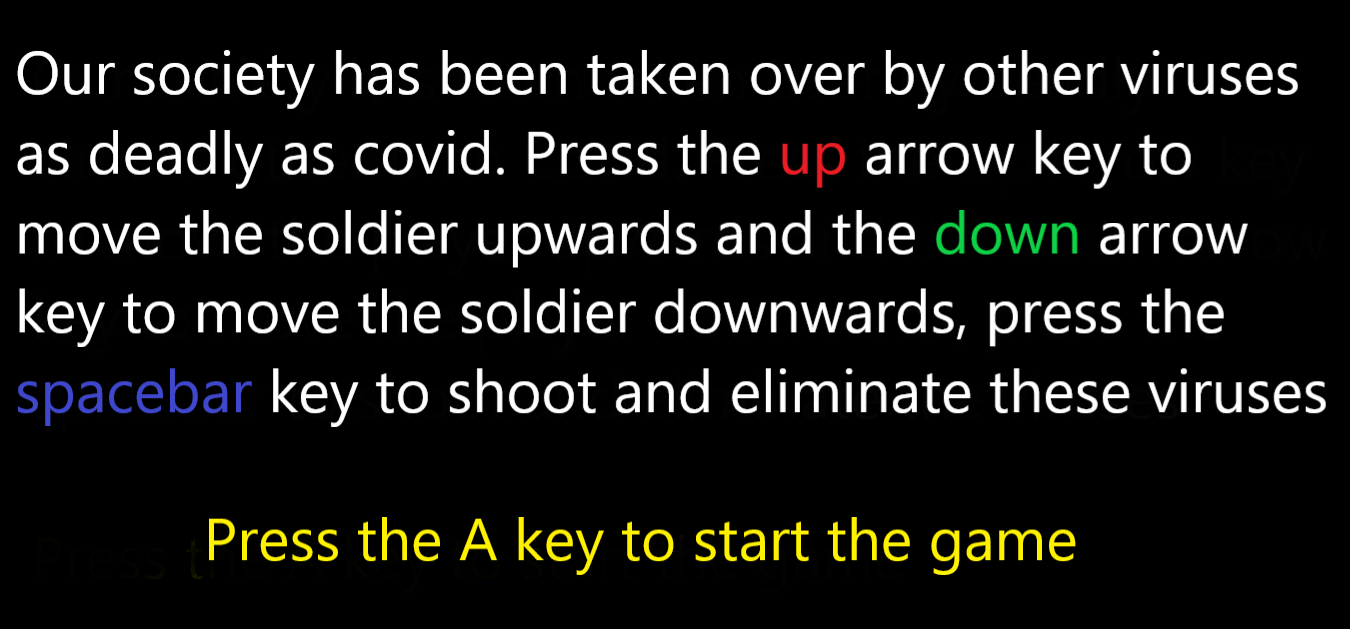 Our society has been taken over by other viruses
as deadly as covid. Press the up arrow key to
move the soldier upwards and the down arrow
key to move the soldier downwards, press the
spacebar key to shoot and eliminate these viruses
Press the A key to start the game